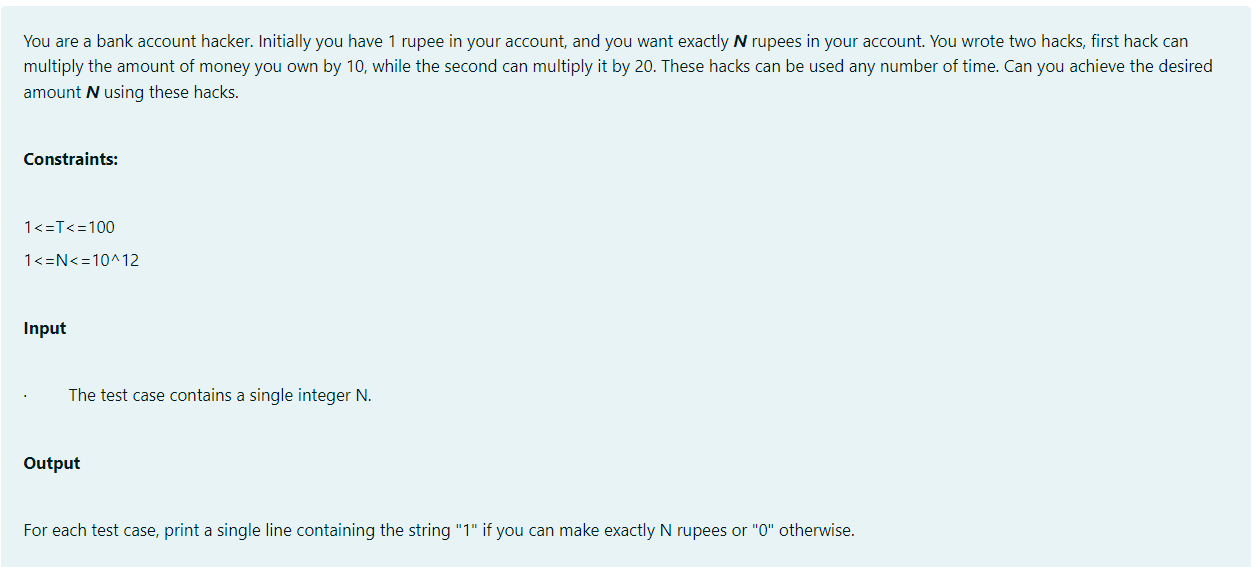 You are a bank account hacker. Initially you have 1 rupee in your account, and you want exactly N rupees in your account. You wrote two hacks, first hack can
multiply the amount of money you own by 10, while the second can multiply it by 20. These hacks can be used any number of time. Can you achieve the desired
amount N using these hacks.
Constraints:
1<=T<=100
1<=N<=10^12
Input
· The test case contains a single integer N.
Output
For each test case, print a single line containing the string "1" if you can make exactly N rupees or "0" otherwise.